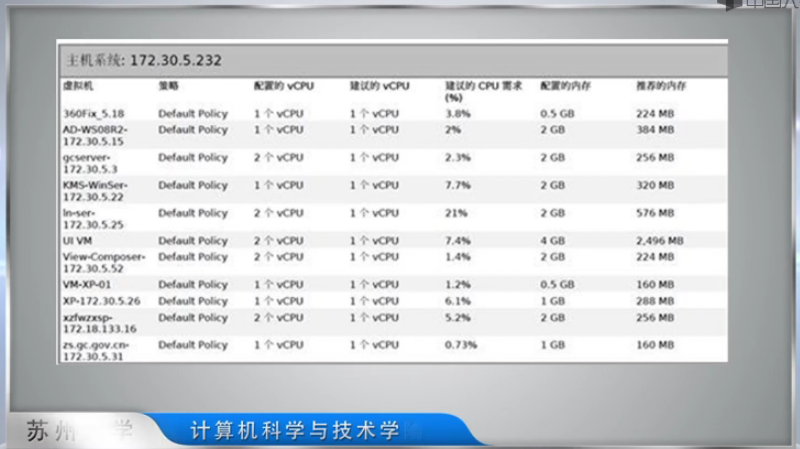 中国大
主机系统: 172.30.5.232
虚拟机 策略 配置的 vCPU 建议的 vCPU 建议的 CPU 需求 配置的内存 推荐的内存
(%)
360Fix_5.18 Default Policy 1 个 vCPU 1 个 vCPU 3.8% 0.5 GB 224 MB
AD-WS08R2- Default Policy 1 个 vCPU 1 个 vCPU 2% 2 GB 384 MB
172.30.5.15
gcserver- Default Policy 2 个 vCPU 1 个 vCPU 2.3% 2 GB 256 MB
172.30.5.3
KMS-WinSer- Default Policy 1 个 vCPU 1 个 vCPU 7.7% 2 GB 320 MB
172.30.5.22
ln-ser- Default Policy 2 个 vCPU 1 个 vCPU 21% 2 GB 576 MB
172.30.5.25
UI VM Default Policy 2 个 vCPU 1 个 vCPU 7.4% 4 GB 2,496 MB
View-Composer- Default Policy 2 个 vCPU 1 个 vCPU 1.4% 2 GB 224 MB
172.30.5.52
VM-XP-01 Default Policy 1 个 vCPU 1 个 vCPU 1.2% 0.5 GB 160 MB
XP-172.30.5.26 Default Policy 1 个 vCPU 1 个 vCPU 6.1% 1 GB 288 MB
xzfwzxsp- Default Policy 2 个 vCPU 1 个 vCPU 5.2% 2 GB 256 MB
172.18.133.16
zs.gc.gov.cn- Default Policy 1 个 vCPU 1 个 vCPU 0.73% 1 GB 160 MB
172.30.5.31
苏州 学
计算机科学与技术学